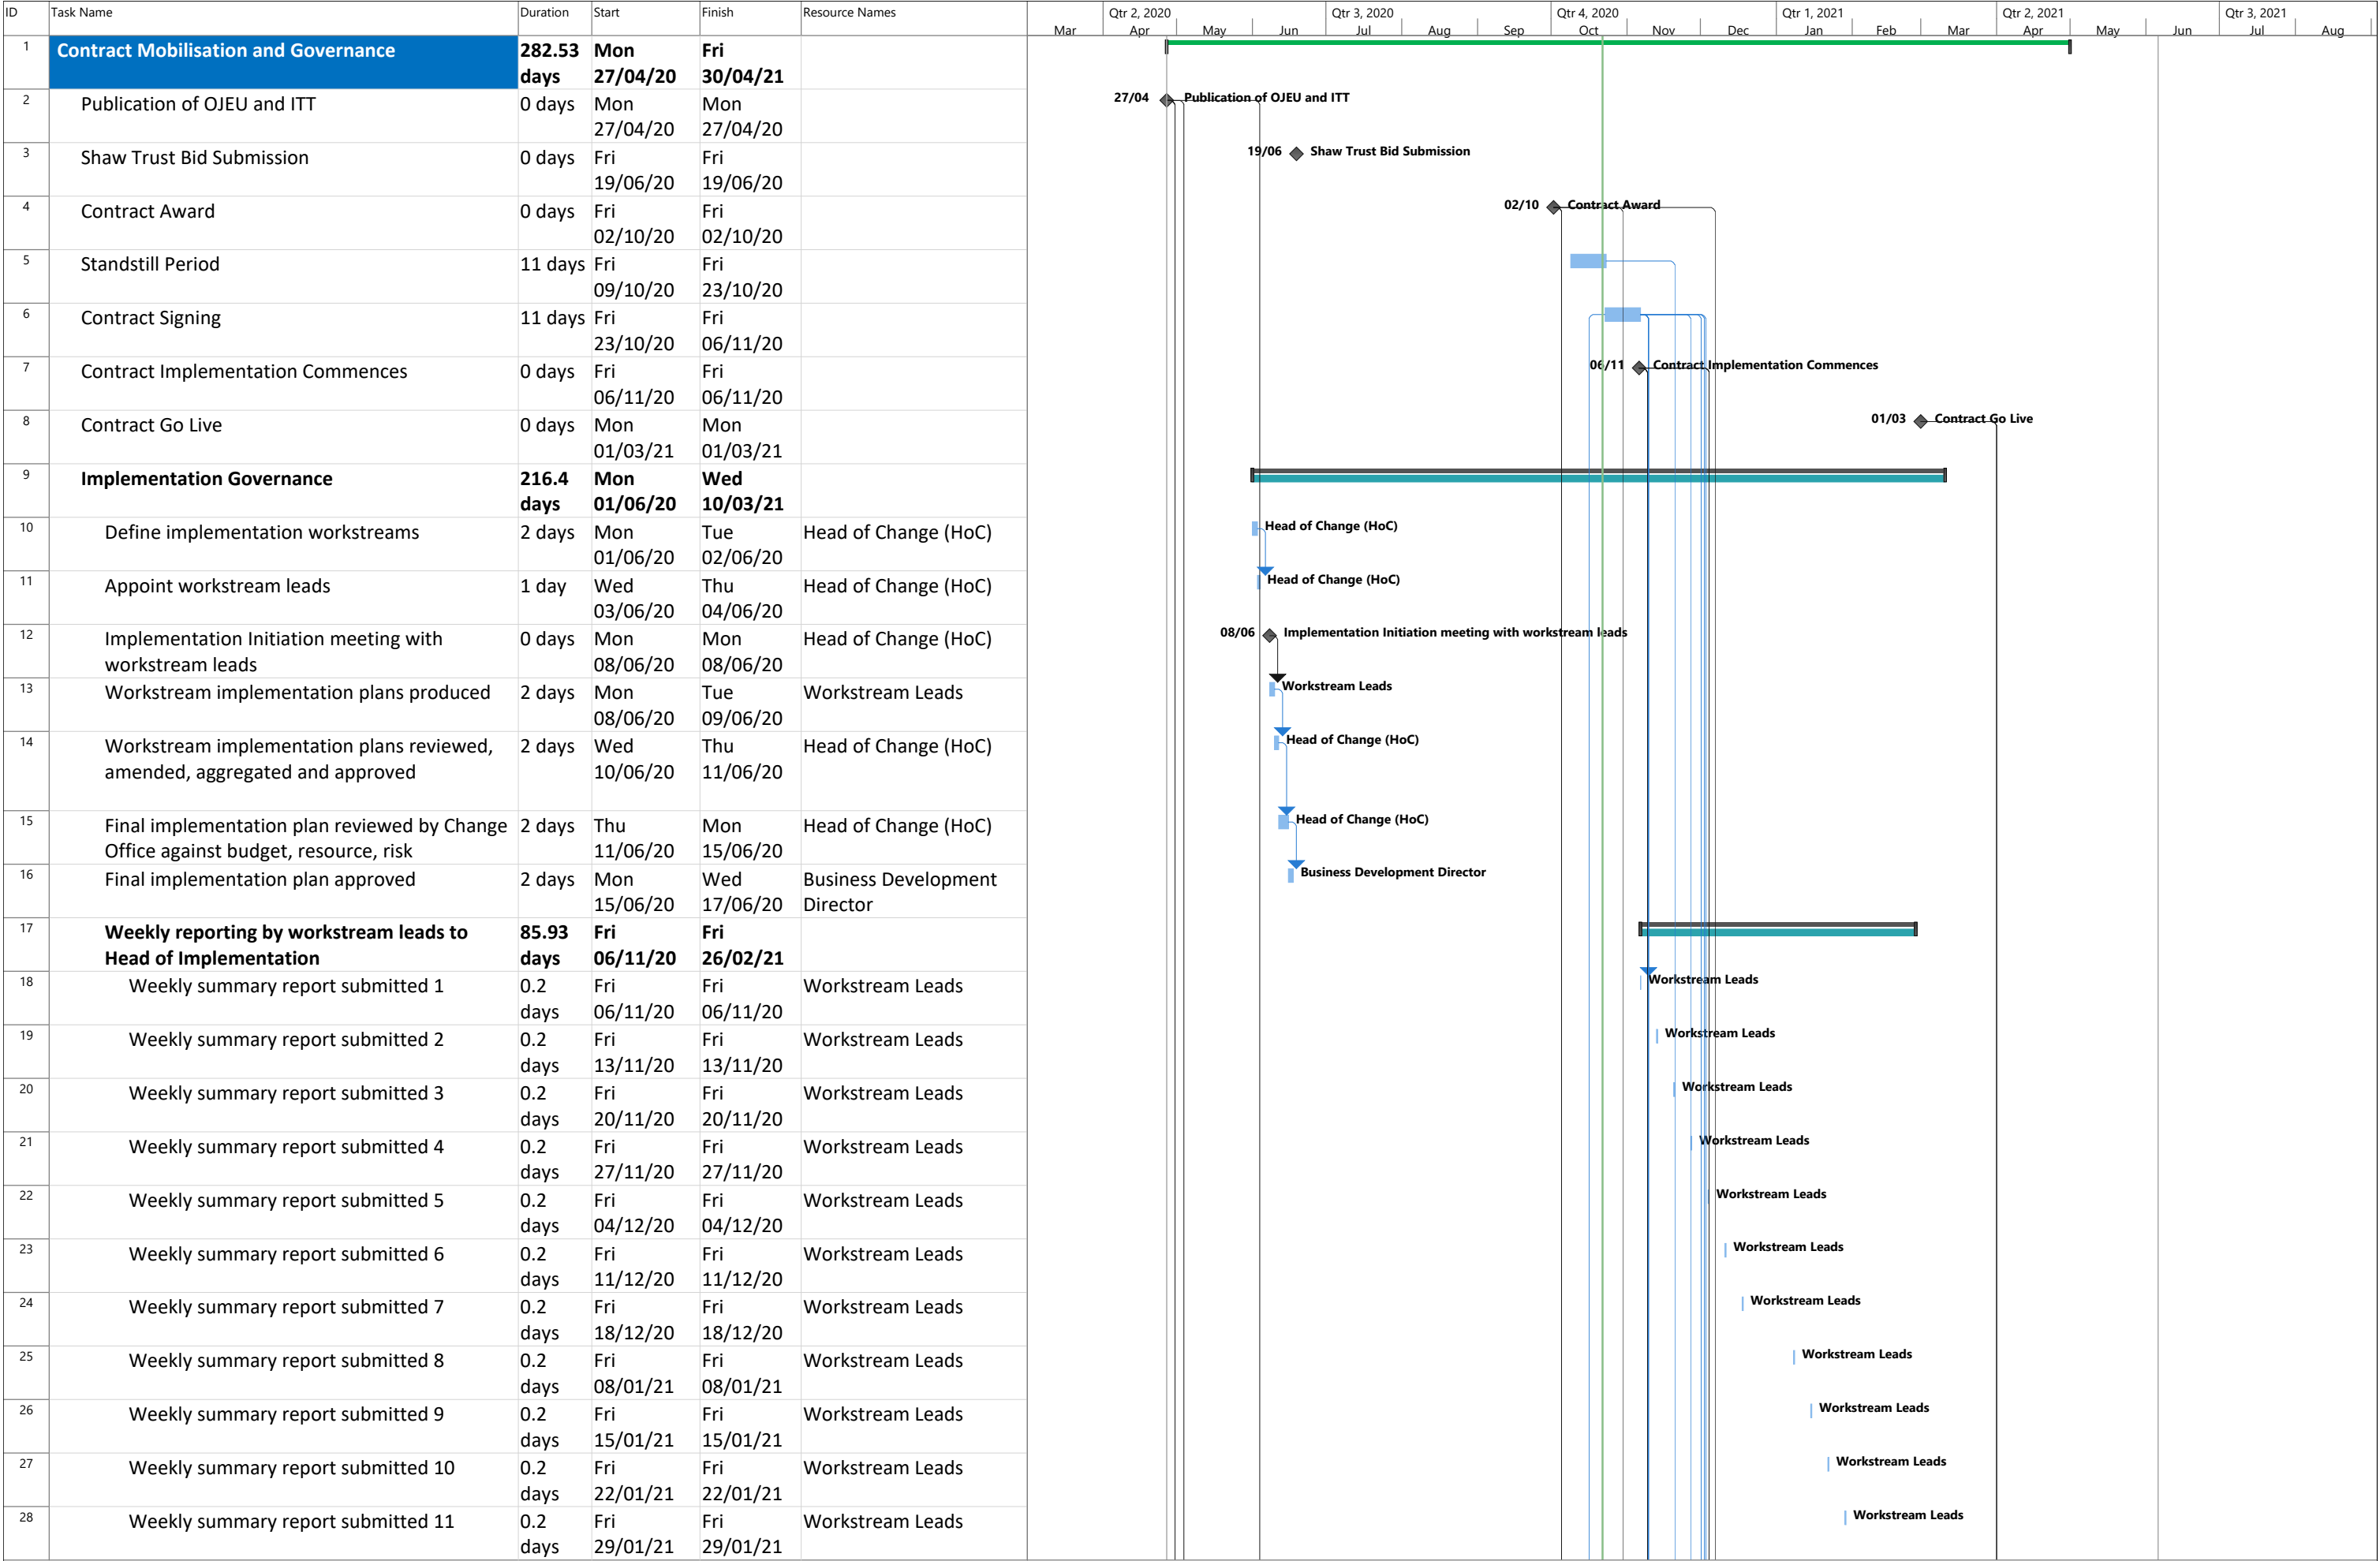 ID Task Name Duration Start Finish Resource Names
Qtr 2, 2020 Qtr 3, 2020 Qtr 4, 2020 Qtr 1, 2021 Qtr 2, 2021 Qtr 3, 2021
Mar Apr May Jun Jul Aug Sep Oct Nov Dec Jan Feb Mar Apr May Jun Jul Aug
1 Contract Mobilisation and Governance 282.53 Mon Fri
days 27/04/20 30/04/21
2 Publication of OJEU and ITT 0 days Mon Mon 27/04 Publication of OJEU and ITT
27/04/20 27/04/20
3 Shaw Trust Bid Submission 0 days Fri Fri 19/06 Shaw Trust Bid Submission
19/06/20 19/06/20
4 Contract Award 0 days Fri Fri 02/10 Contract Award
02/10/20 02/10/20
5 Standstill Period 11 days Fri Fri
09/10/20 23/10/20
6 Contract Signing 11 days Fri Fri
23/10/20 06/11/20
7 Contract Implementation Commences 0 days Fri Fri 06/11 Contract Implementation Commences
06/11/20 06/11/20
8 Contract Go Live 0 days Mon Mon 01/03 Contract Go Live
01/03/21 01/03/21
9 Implementation Governance 216.4 Mon Wed
days 01/06/20 10/03/21
10 Define implementation workstreams 2 days Mon Tue Head of Change (HoC) Head of Change (HoC)
01/06/20 02/06/20
11 Appoint workstream leads 1 day Wed Thu Head of Change (HoC) Head of Change (HoC)
03/06/20 04/06/20
12 Implementation Initiation meeting with 0 days Mon Mon Head of Change (HoC) 08/06 Implementation Initiation meeting with workstream leads
workstream leads 08/06/20 08/06/20
13 Workstream implementation plans produced 2 days Mon Tue Workstream Leads Workstream Leads
08/06/20 09/06/20
14 Workstream implementation plans reviewed, 2 days Wed Thu Head of Change (HoC) Head of Change (HoC)
amended, aggregated and approved 10/06/20 11/06/20
15 Final implementation plan reviewed by Change 2 days Thu Mon Head of Change (HoC) Head of Change (HoC)
Office against budget, resource, risk 11/06/20 15/06/20
16 Final implementation plan approved 2 days Mon Wed Business Development Business Development Director
15/06/20 17/06/20 Director
17 Weekly reporting by workstream leads to 85.93 Fri Fri
Head of Implementation days 06/11/20 26/02/21
18 Weekly summary report submitted 1 0.2 Fri Fri Workstream Leads Workstream Leads
days 06/11/20 06/11/20
19 Weekly summary report submitted 2 0.2 Fri Fri Workstream Leads Workstream Leads
days 13/11/20 13/11/20
20 Weekly summary report submitted 3 0.2 Fri Fri Workstream Leads Workstream Leads
days 20/11/20 20/11/20
21 Weekly summary report submitted 4 0.2 Fri Fri Workstream Leads Workstream Leads
days 27/11/20 27/11/20
22 Weekly summary report submitted 5 0.2 Fri Fri Workstream Leads Workstream Leads
days 04/12/20 04/12/20
23 Weekly summary report submitted 6 0.2 Fri Fri Workstream Leads Workstream Leads
days 11/12/20 11/12/20
24 Weekly summary report submitted 7 0.2 Fri Fri Workstream Leads Workstream Leads
days 18/12/20 18/12/20
25 Weekly summary report submitted 8 0.2 Fri Fri Workstream Leads Workstream Leads
days 08/01/21 08/01/21
26 Weekly summary report submitted 9 0.2 Fri Fri Workstream Leads Workstream Leads
days 15/01/21 15/01/21
27 Weekly summary report submitted 10 0.2 Fri Fri Workstream Leads Workstream Leads
days 22/01/21 22/01/21
28 Weekly summary report submitted 11 0.2 Fri Fri Workstream Leads Workstream Leads
days 29/01/21 29/01/21